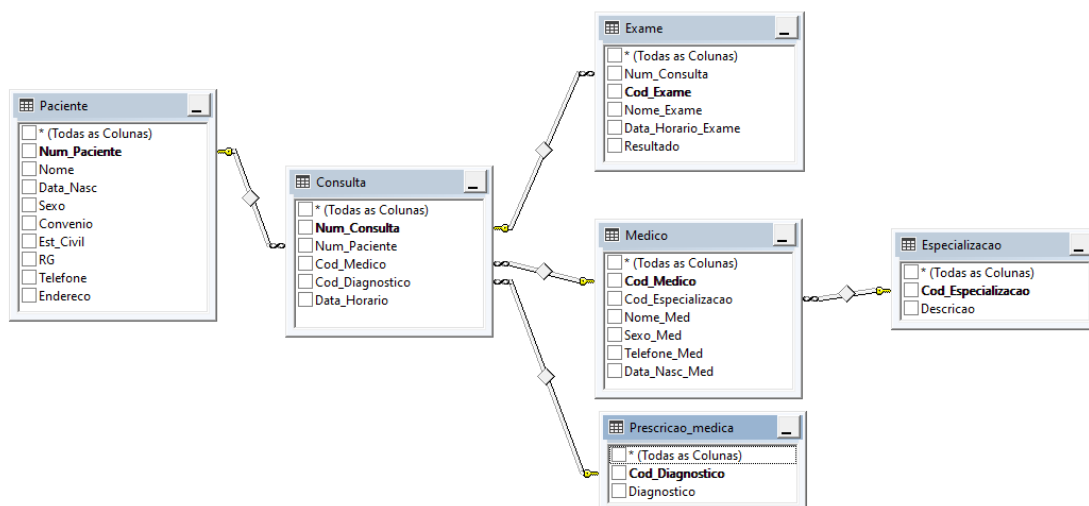 Paciente
* (Todas as Colunas)
Num_Paciente
Nome
Data_Nasc
Sexo
Convenio
Est_Civil
RG
Telefone
Endereco
Consulta
* (Todas as Colunas)
Num_Consulta
Num_Paciente
Cod_Medico
Cod_Diagnostico
Data_Horario
Exame
* (Todas as Colunas)
Num_Consulta
Cod_Exame
Nome_Exame
Data_Horario_Exame
Resultado
Medico
* (Todas as Colunas)
Cod_Medico
Cod_Especializacao
Nome_Med
Sexo_Med
Telefone_Med
Data_Nasc_Med
Especializacao
* (Todas as Colunas)
Cod_Especializacao
Descricao
Prescricao_medica
* (Todas as Colunas)
Cod_Diagnostico
Diagnostico